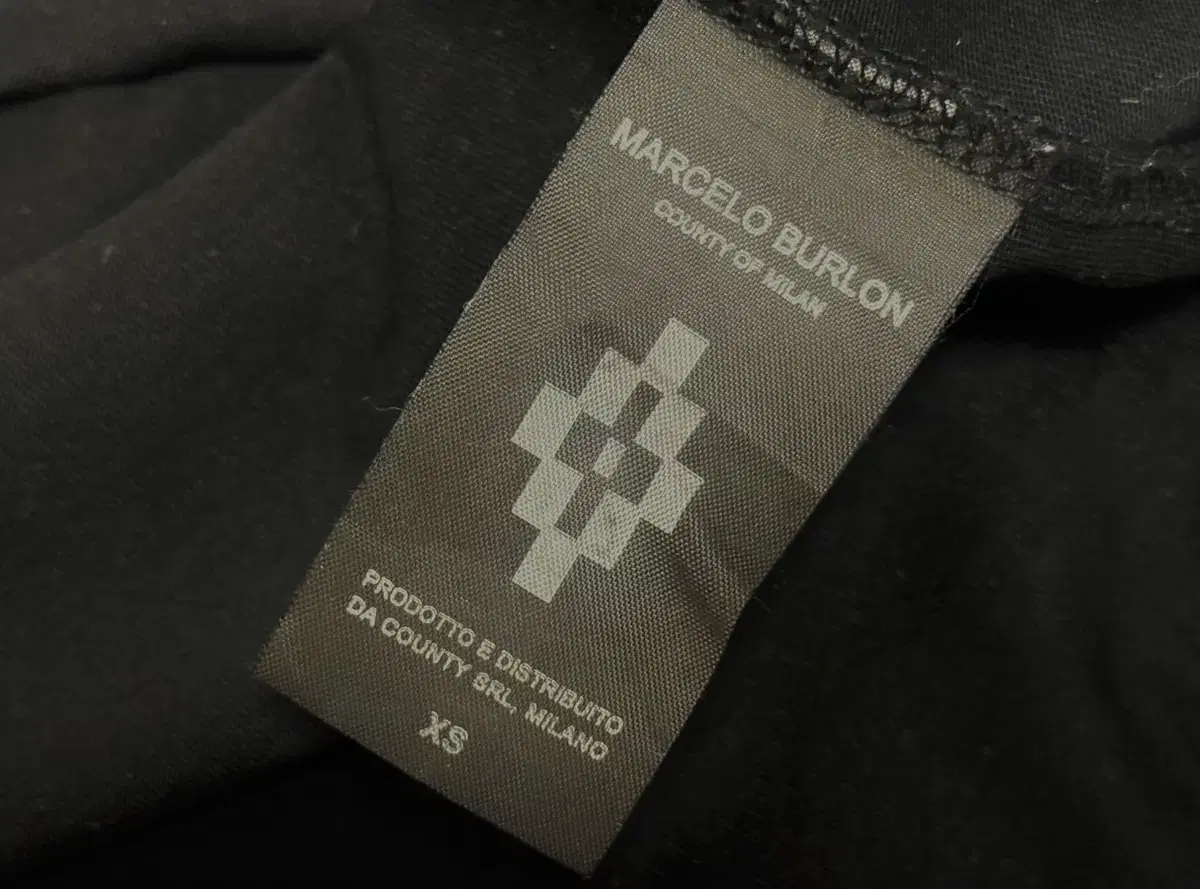 MARCELO BURLON
COUNTY OF MILAN
PRODOTTO E DISTRIBUITO
DA COUNTY SRL, MILANO
XS